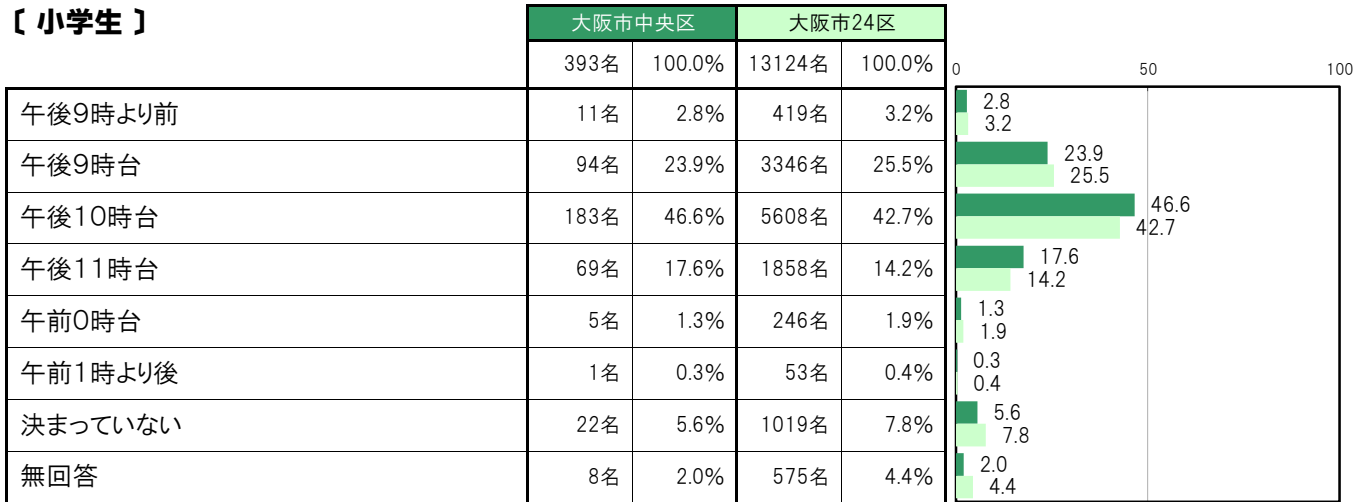 〔 小学生 〕
大阪市中央区 大阪市24区
393名 100.0% 13124名 100.0%
0 50 100
午後9時より前 11名 2.8% 419名 3.2%
2.8
3.2
午後9時台 94名 23.9% 3346名 25.5%
23.9
25.5
午後10時台 183名 46.6% 5608名 42.7%
46.6
42.7
午後11時台 69名 17.6% 1858名 14.2%
17.6
14.2
午前0時台 5名 1.3% 246名 1.9%
1.3
1.9
午前1時より後 1名 0.3% 53名 0.4%
0.3
0.4
決まっていない 22名 5.6% 1019名 7.8%
5.6
7.8
無回答 8名 2.0% 575名 4.4%
2.0
4.4